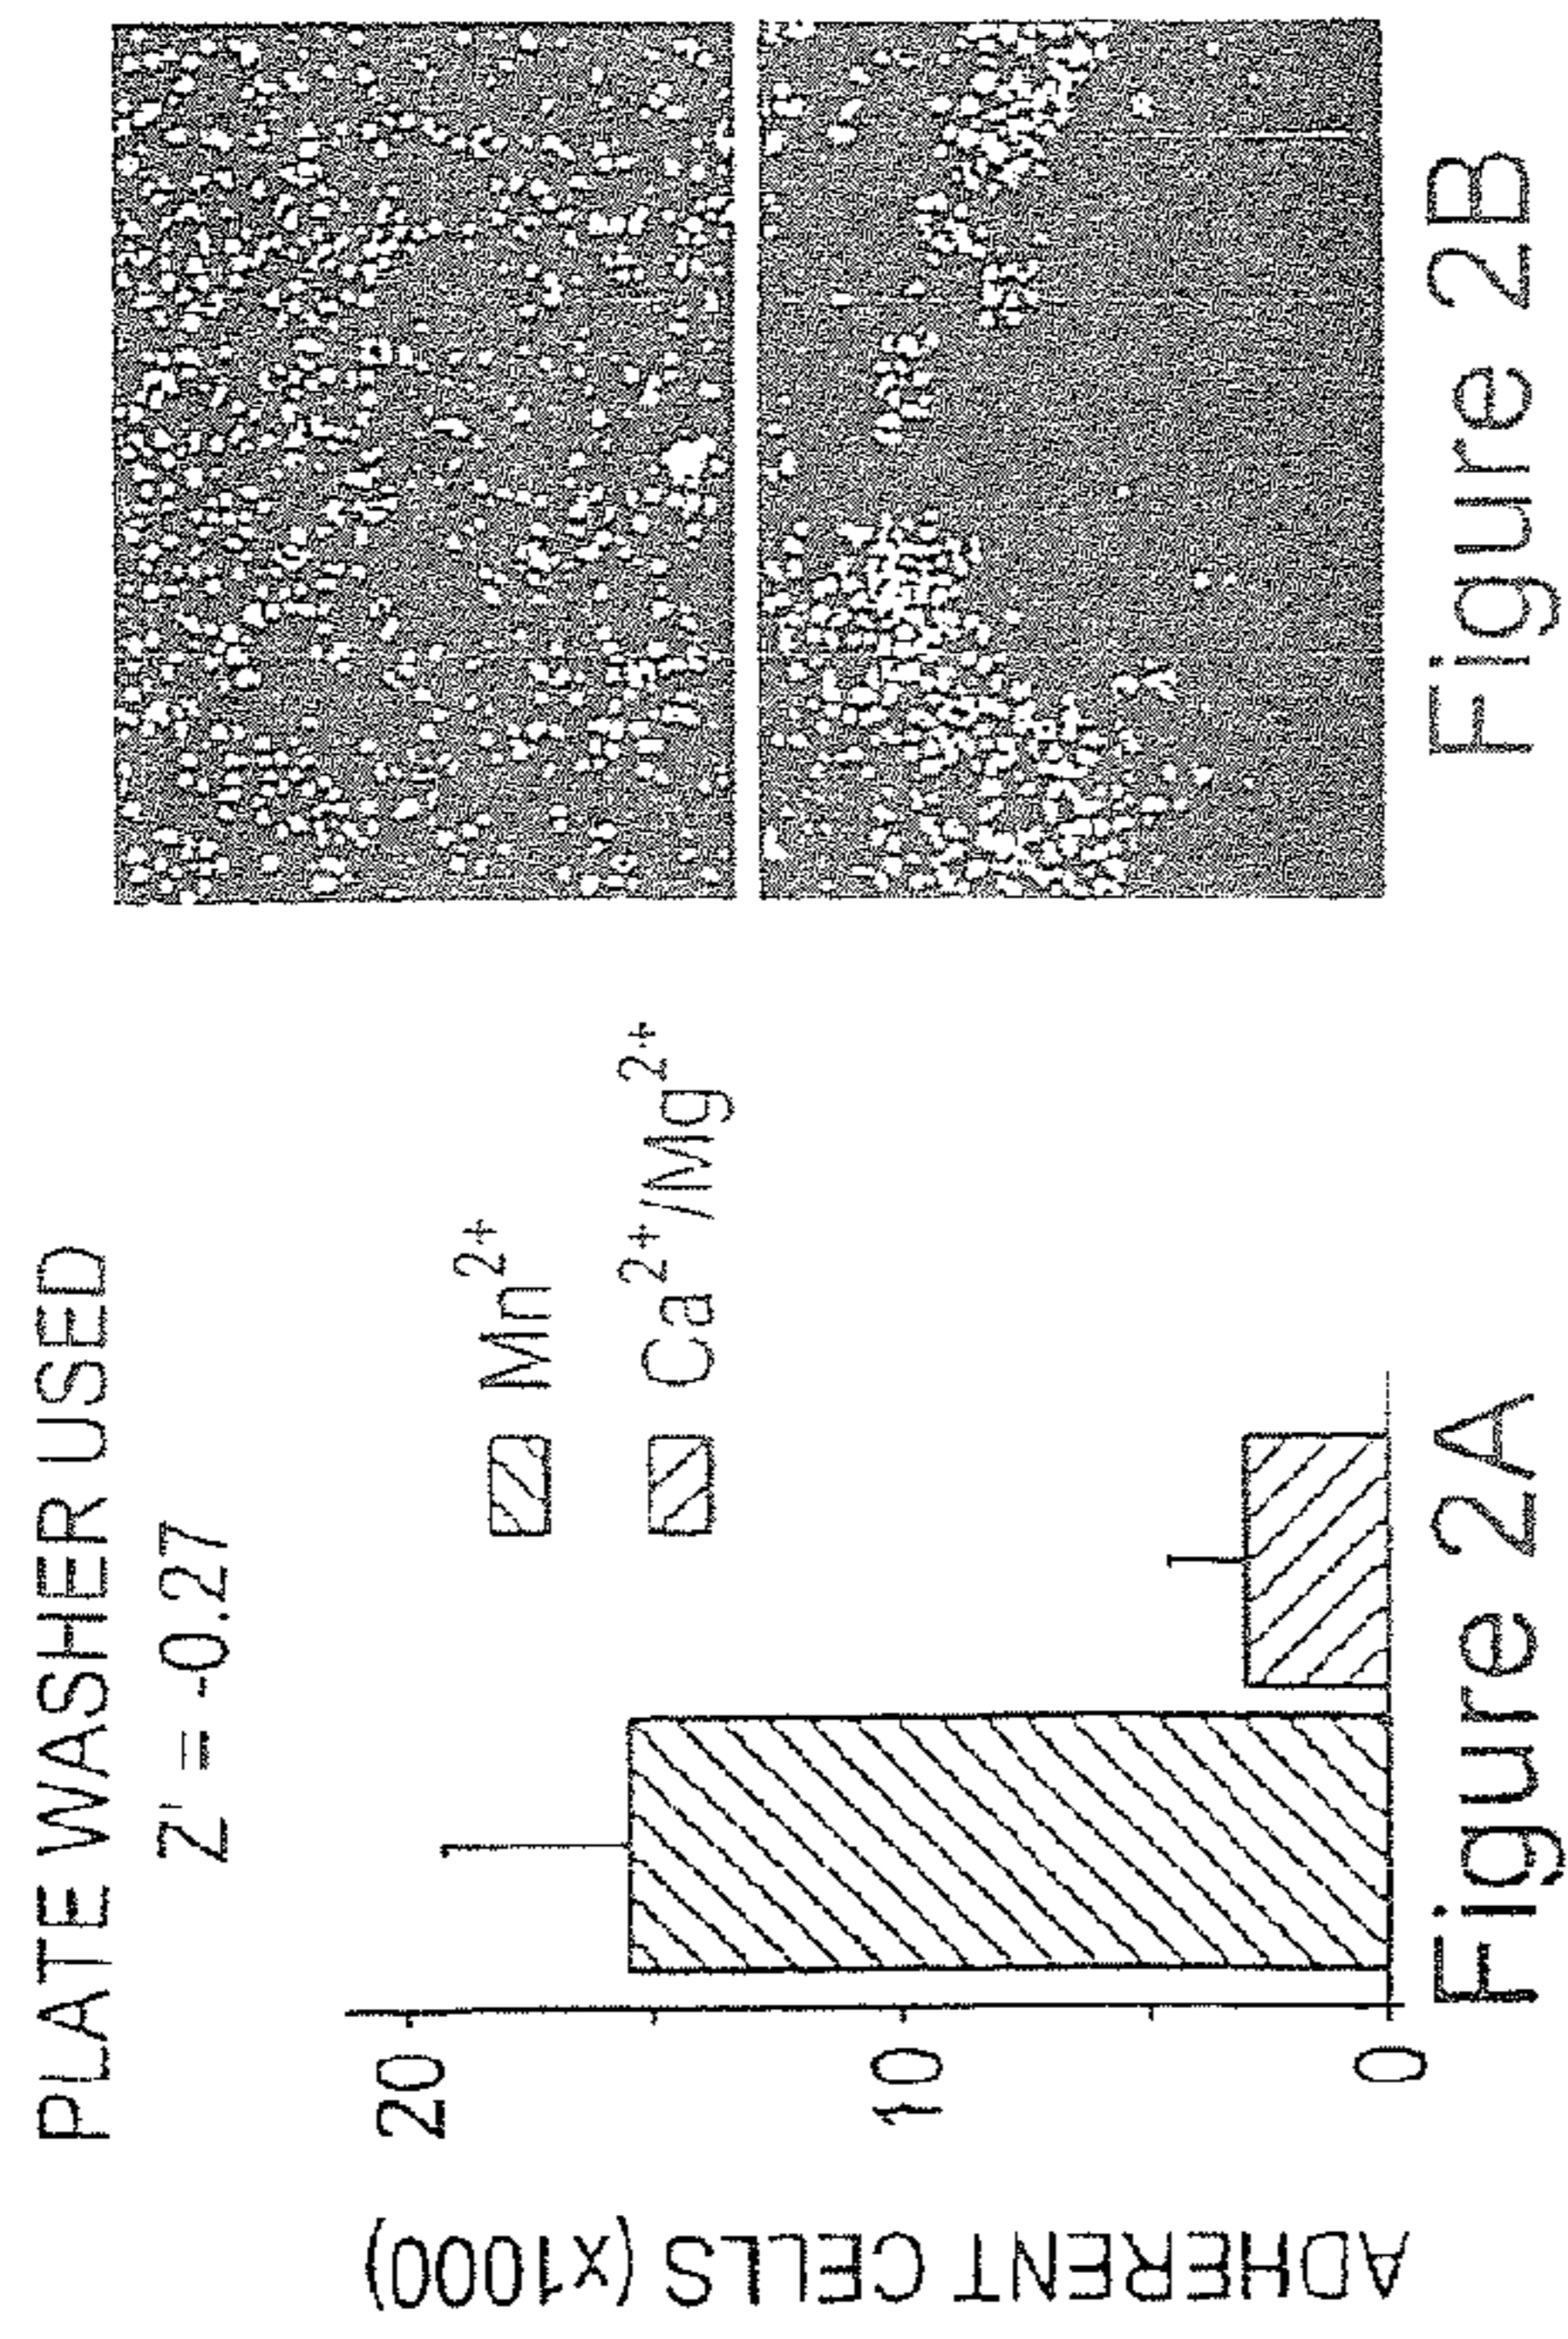 PLATE WASHER USED
Z' = -0.27
Mn²⁺
Ca²⁺/Mg²⁺
20
10
0
ADHERENT CELLS (x1000)
Figure 2A
Figure 2B